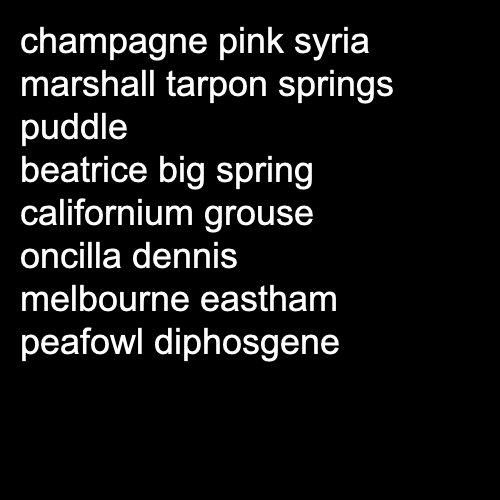 champagne pink syria
marshall tarpon springs
puddle
beatrice big spring
californium grouse
oncilla dennis
melbourne eastham
peafowl diphosgene